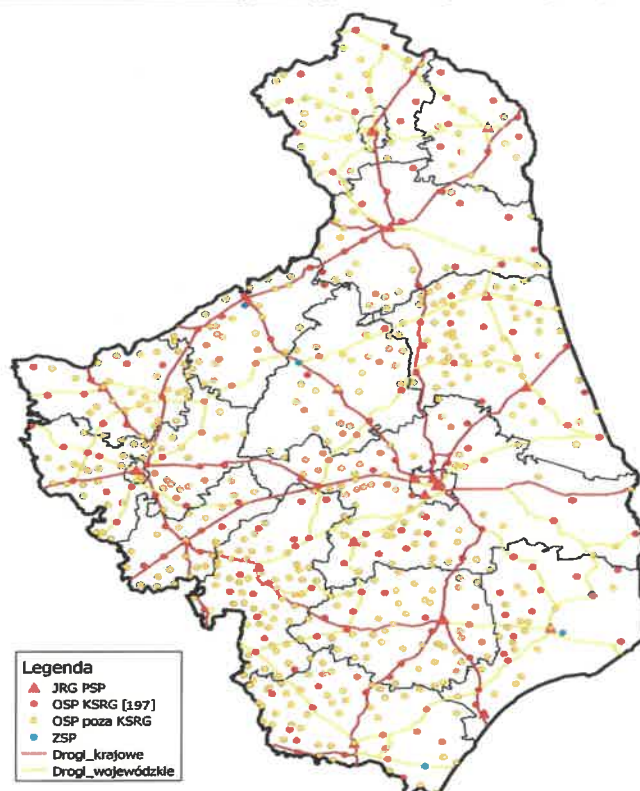 Legenda
JRG PSP
OSP KSRG [197]
OSP poza KSRG
ZSP
Drogi_krajowe
Drogi_wojewódzkie